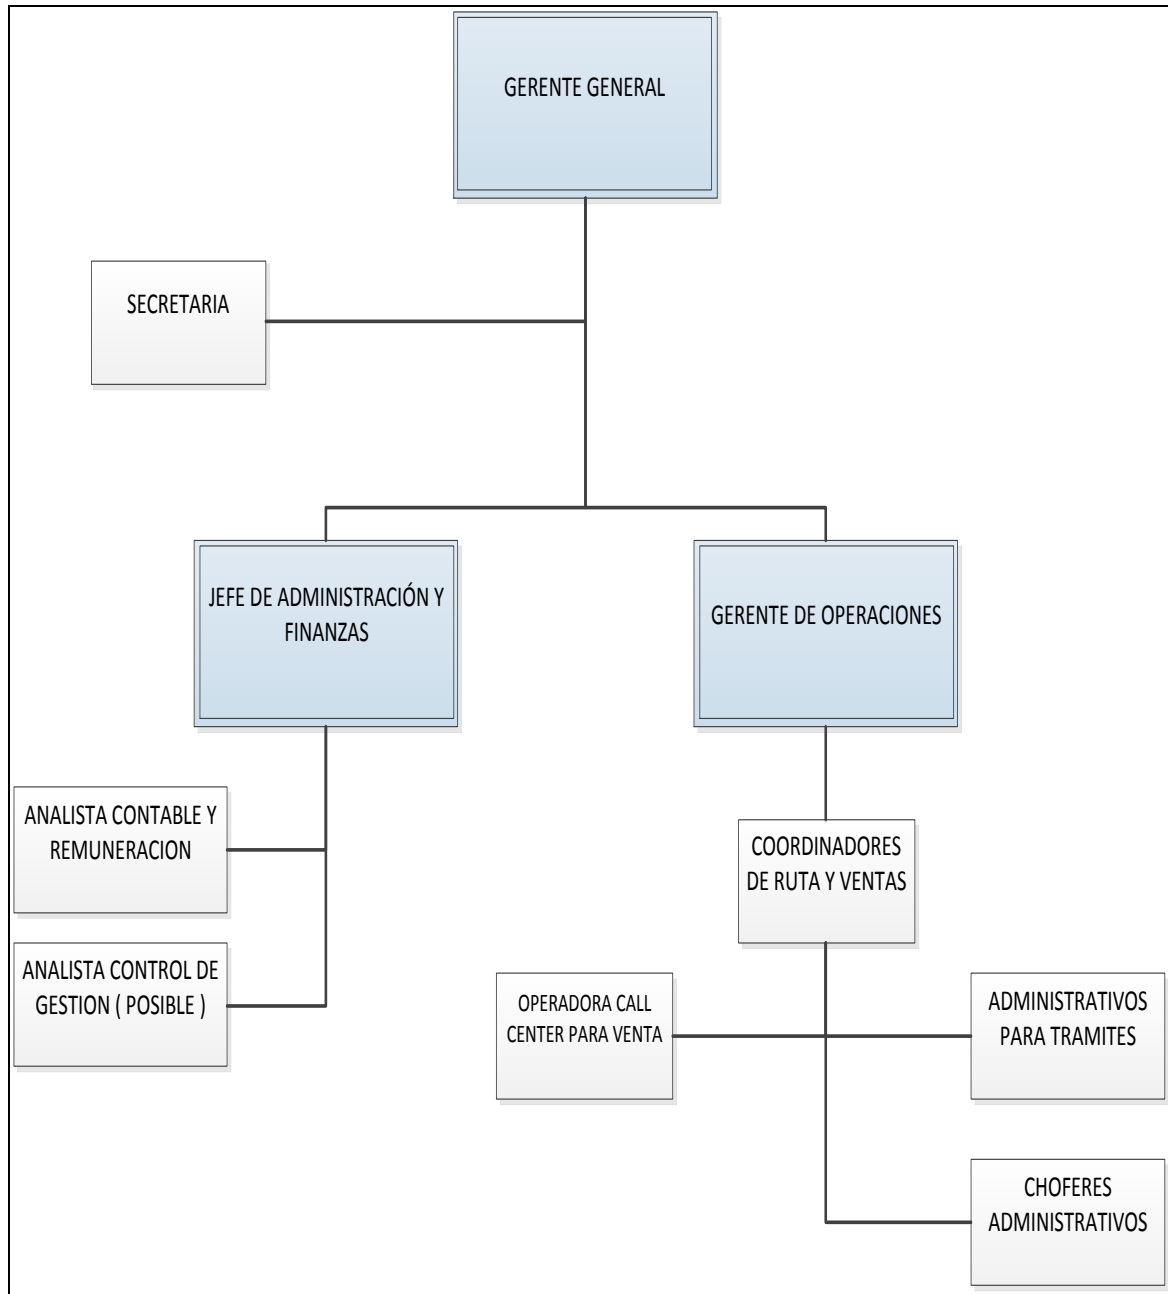 GERENTE GENERAL
SECRETARIA
JEFE DE ADMINISTRACIÓN Y
FINANZAS
GERENTE DE OPERACIONES
ANALISTA CONTABLE Y
REMUNERACION
ANALISTA CONTROL DE
GESTION ( POSIBLE )
COORDINADORES
DE RUTA Y VENTAS
OPERADORA CALL
CENTER PARA VENTA
ADMINISTRATIVOS
PARA TRAMITES
CHOFERES
ADMINISTRATIVOS